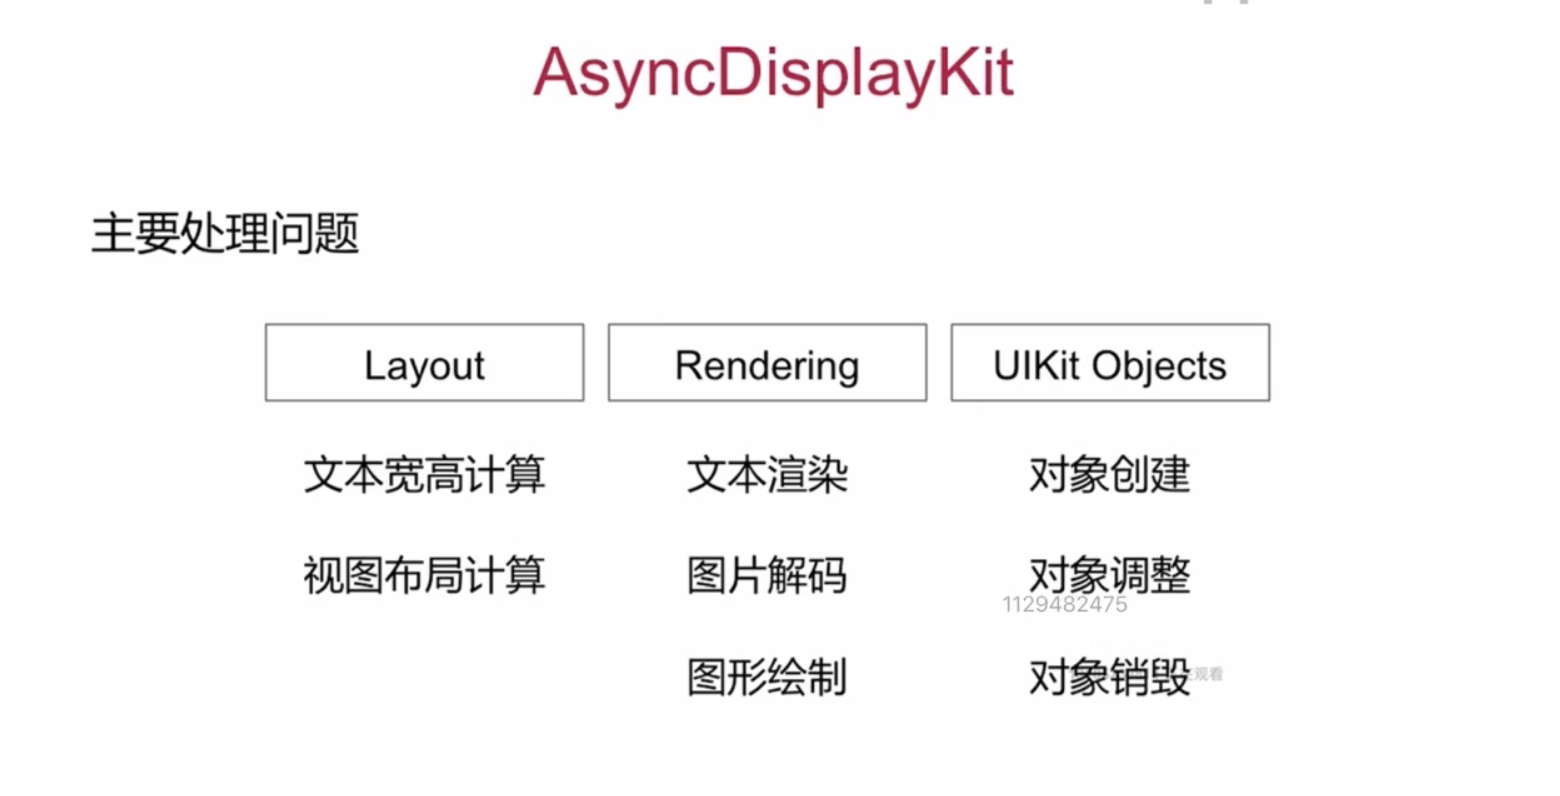 AsyncDisplayKit
主要处理问题
Layout Rendering UIKit Objects
文本宽高计算 文本渲染 对象创建
视图布局计算 图片解码 对象调整
1129482475
图形绘制 对象销毁
观看